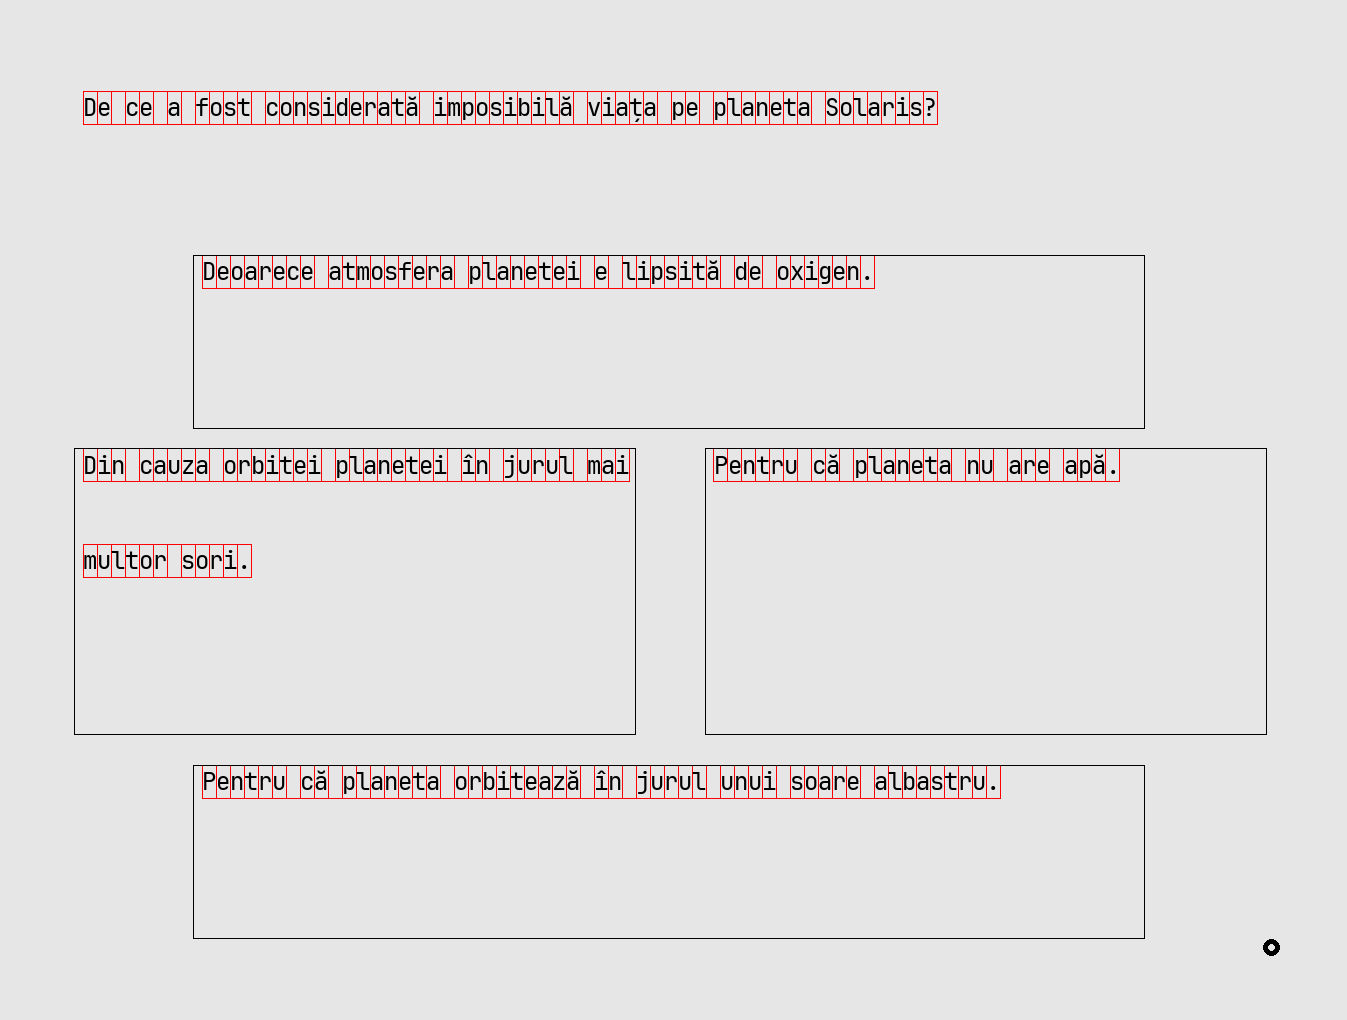 De ce a fost considerată imposibilă viața pe planeta Solaris?
Deoarece atmosfera planetei e lipsită de oxigen.
Din cauza orbitei planetei în jurul mai
multor sori.
Pentru că planeta nu are apă.
Pentru că planeta orbitează în jurul unui soare albastru.